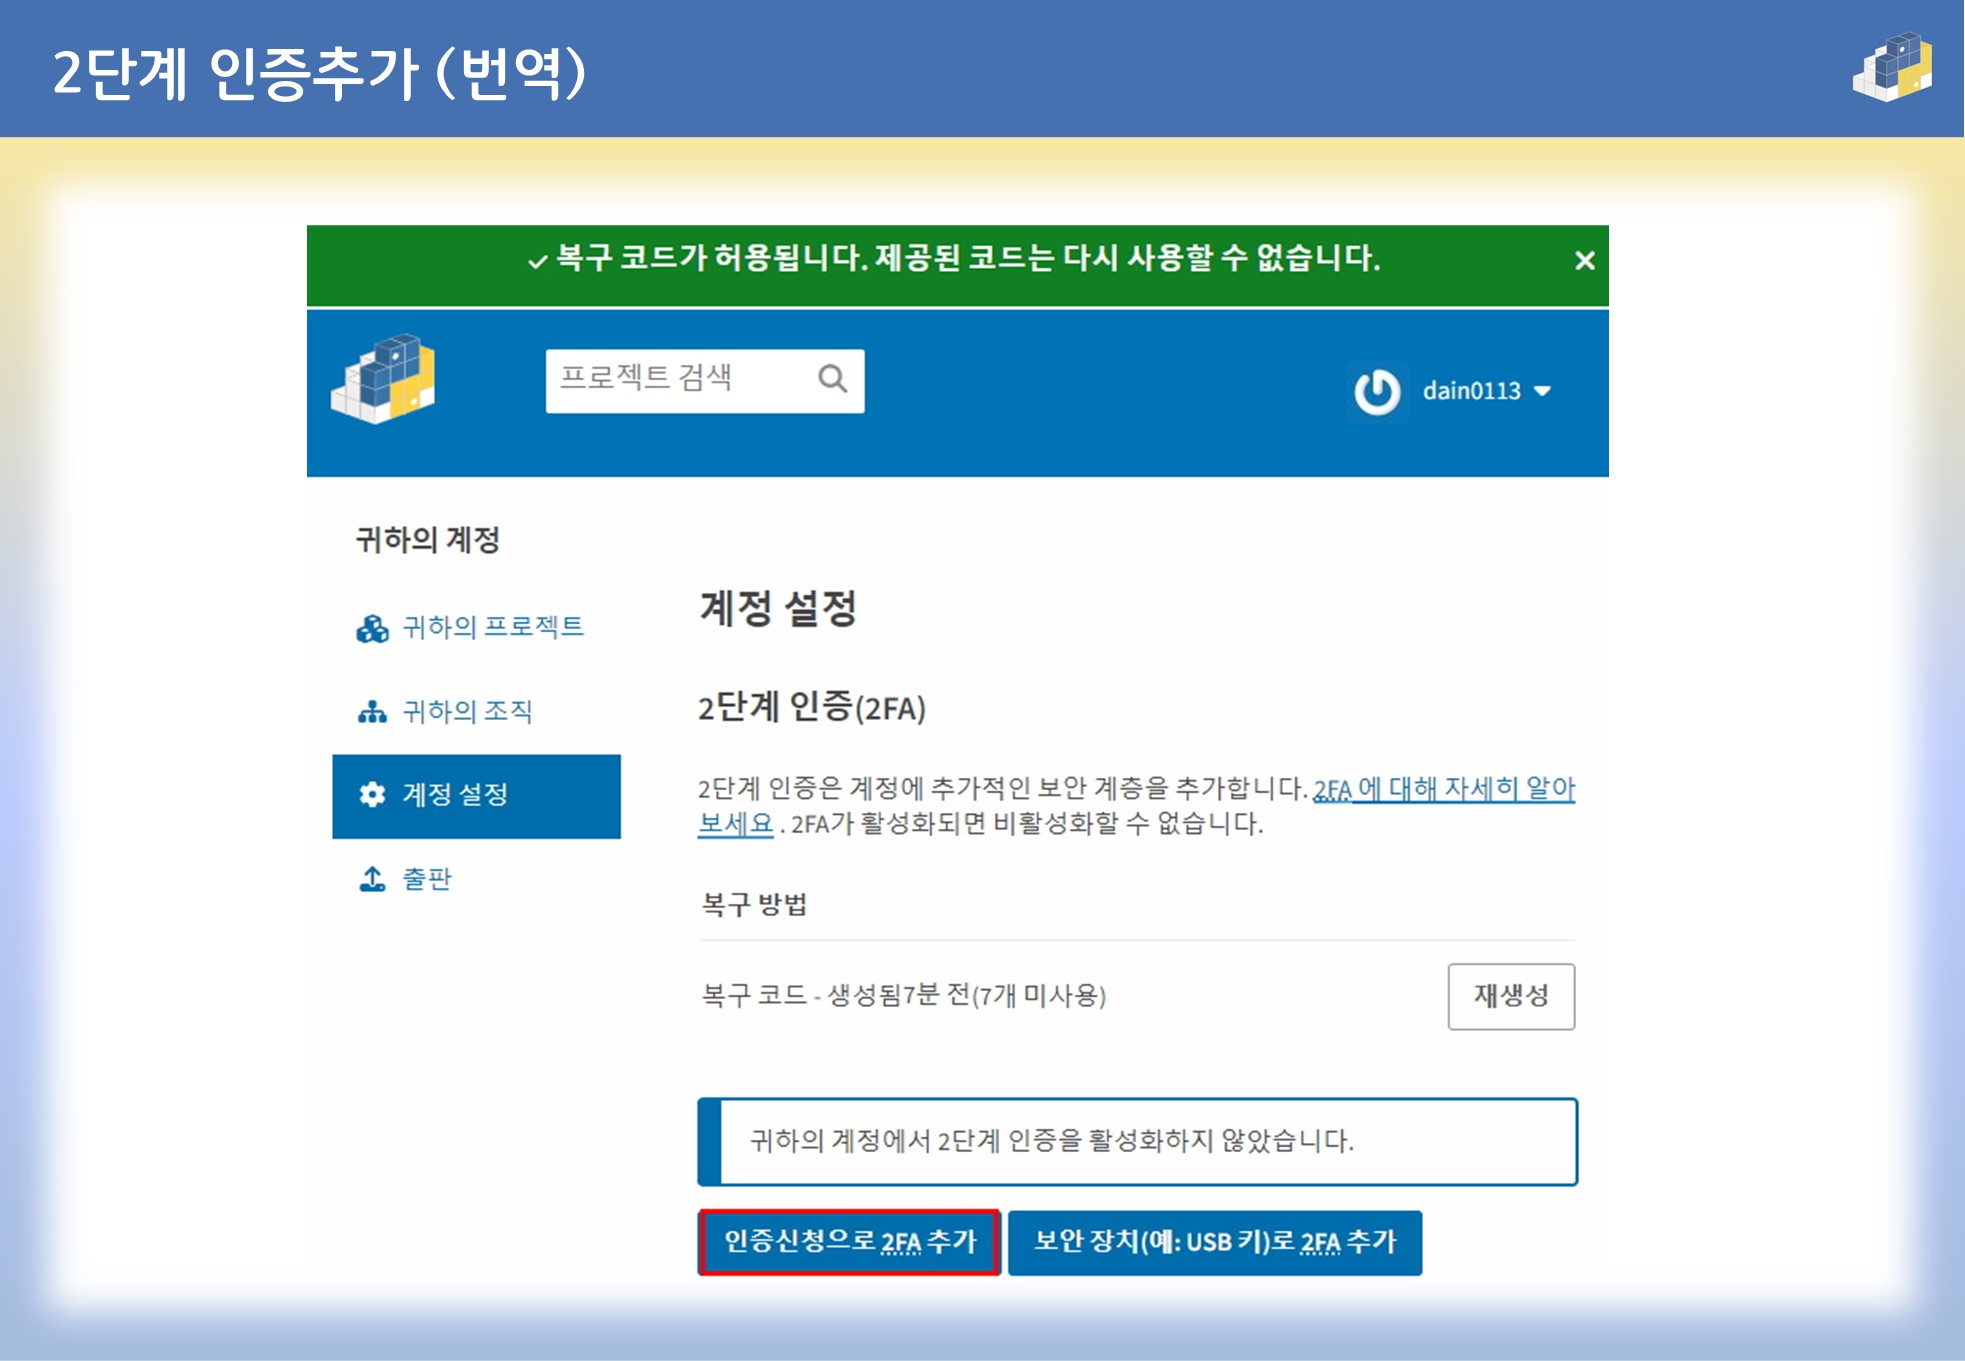 2단계 인증추가 (번역)
복구 코드가 허용됩니다. 제공된 코드는 다시 사용할 수 없습니다.
프로젝트 검색
dain0113
귀하의 계정
귀하의 프로젝트
귀하의 조직
계정 설정
출판
계정 설정
2단계 인증(2FA)
2단계 인증은 계정에 추가적인 보안 계층을 추가합니다. 2FA 에 대해 자세히 알아
보세요 . 2FA가 활성화되면 비활성화할 수 없습니다.
복구 방법
복구 코드 - 생성됨7분 전(7개 미사용)
재생성
귀하의 계정에서 2단계 인증을 활성화하지 않았습니다.
인증신청으로 2FA 추가
보안 장치(예: USB 키)로 2FA 추가